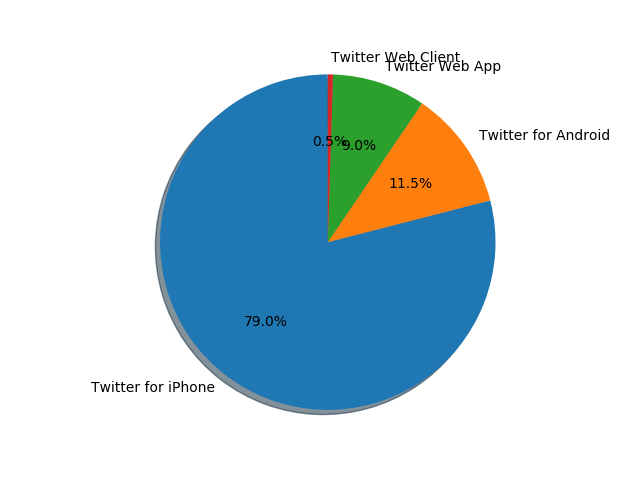 Twitter Web Client
Twitter Web App
Twitter for Android
0.5%
9.0%
11.5%
79.0%
Twitter for iPhone